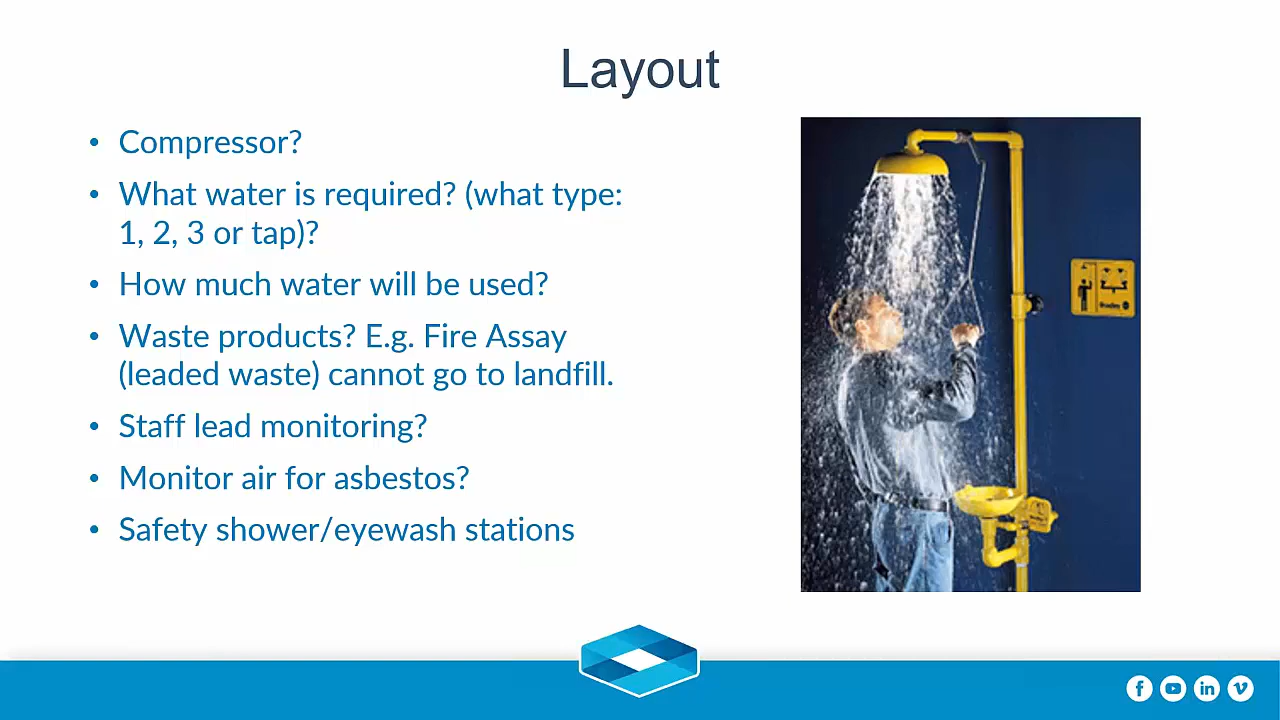 Layout
• Compressor?
• What water is required? (what type:
1, 2, 3 or tap)?
• How much water will be used?
• Waste products? E.g. Fire Assay
(leaded waste) cannot go to landfill.
• Staff lead monitoring?
• Monitor air for asbestos?
• Safety shower/eyewash stations
Bradley